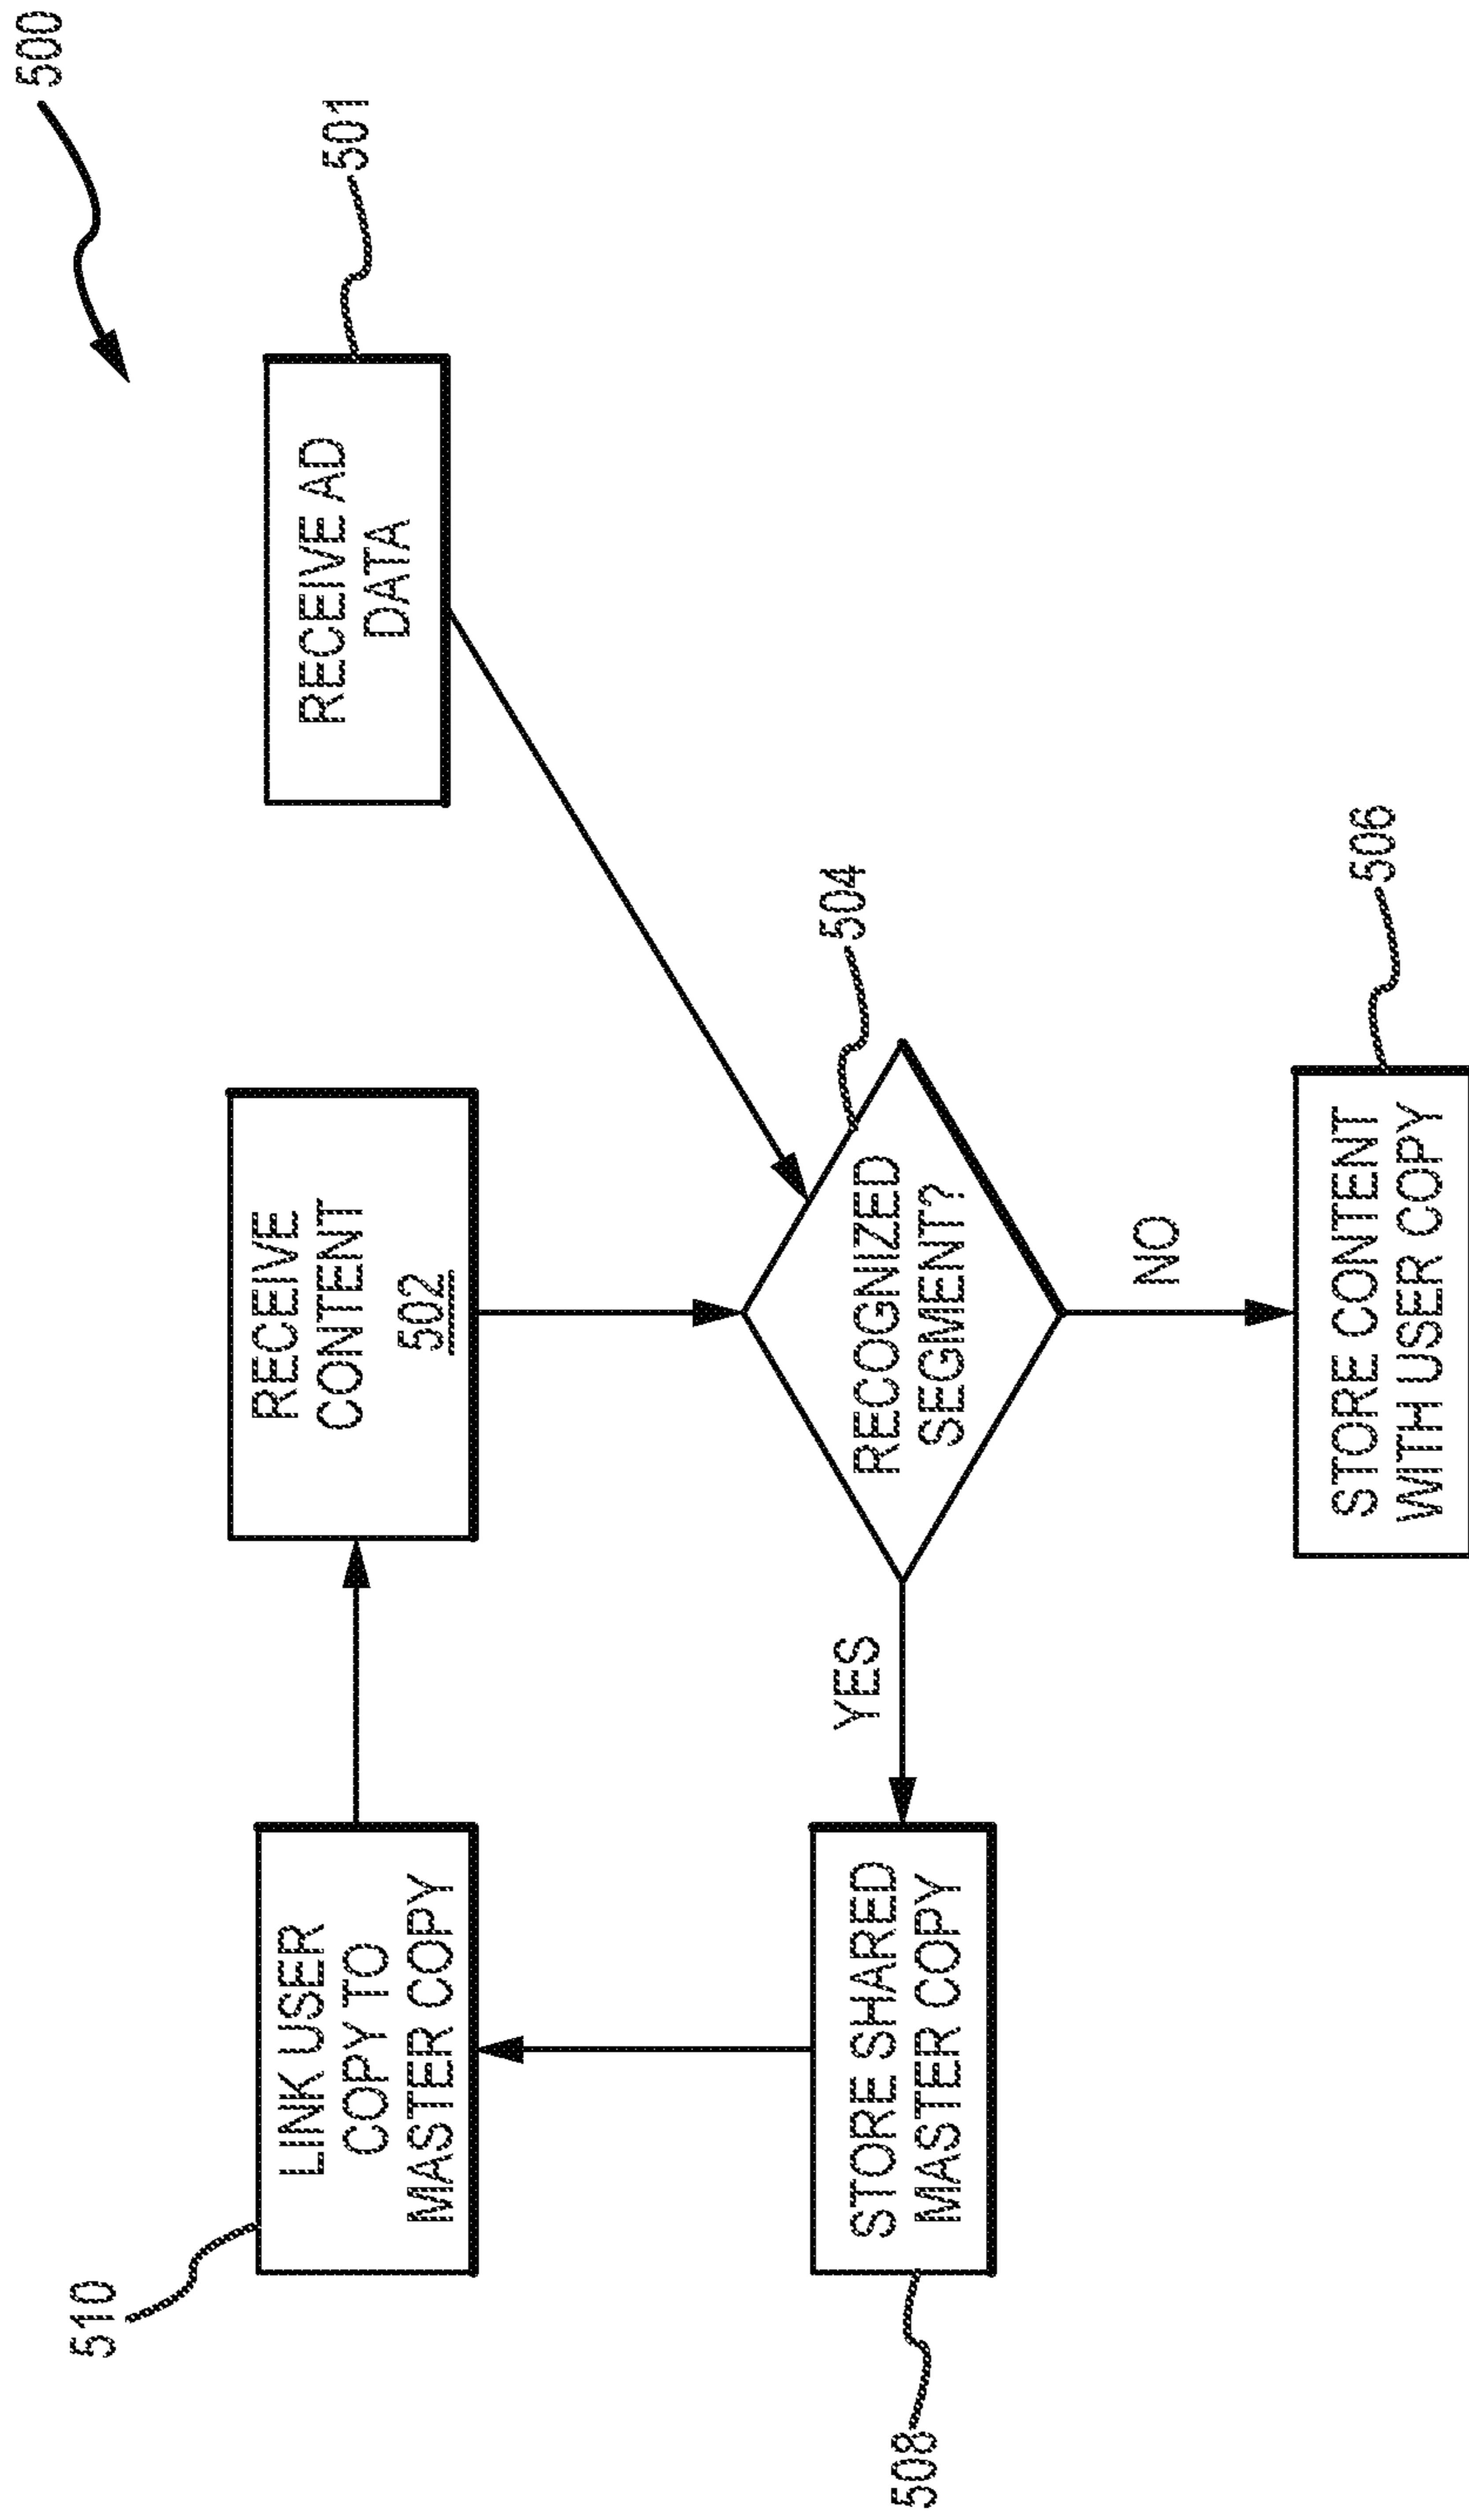 500
510
LINK USER
COPY TO
MASTER COPY
RECEIVE
CONTENT
502
RECEIVE AD
DATA
501
508
STORE SHARED
MASTER COPY
YES
RECOGNIZED
SEGMENT?
504
NO
STORE CONTENT
WITH USER COPY
506